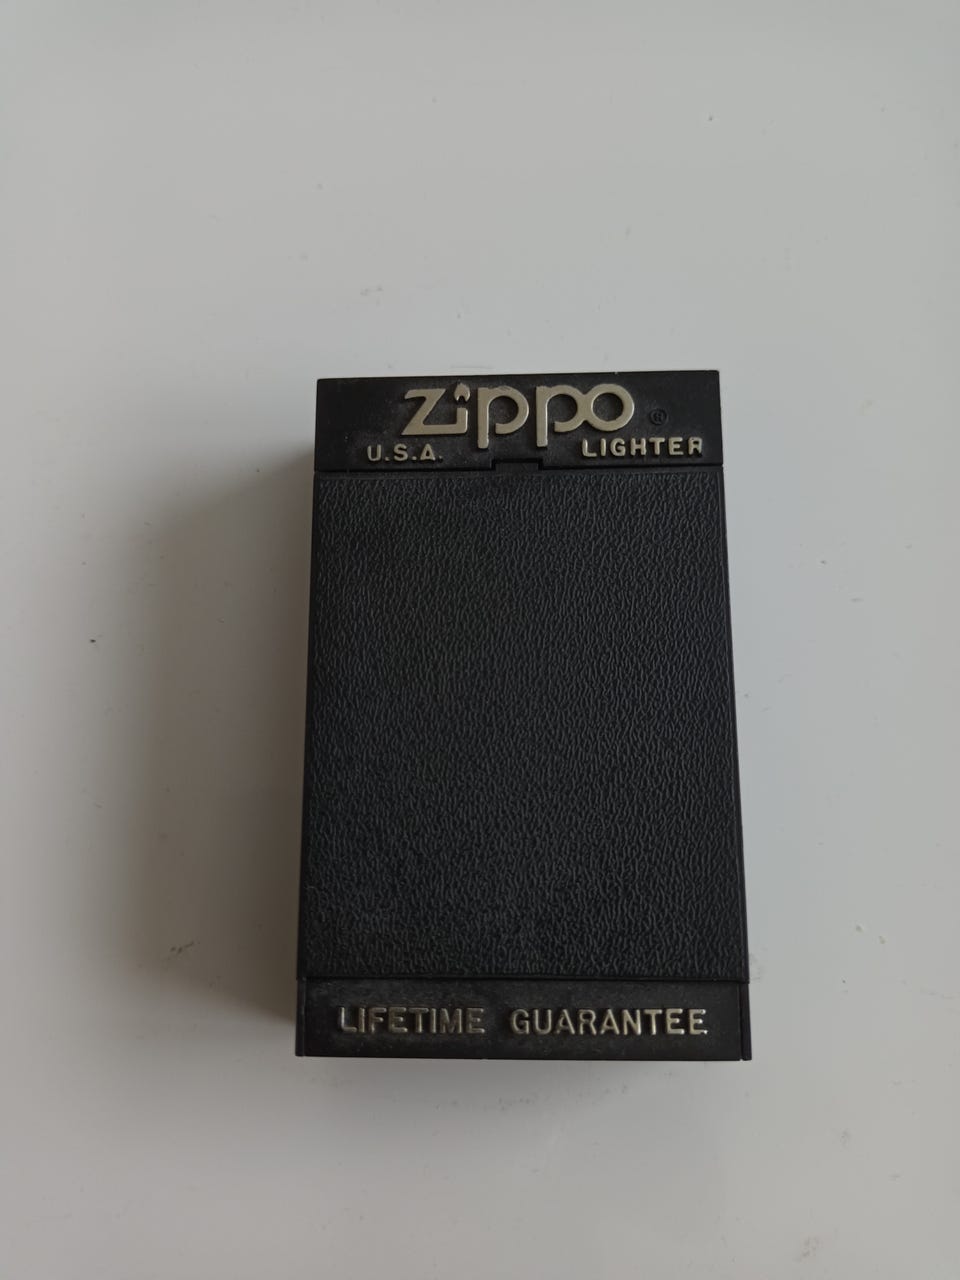 zippo ®
U.S.A. LIGHTER
LIFETIME GUARANTEE